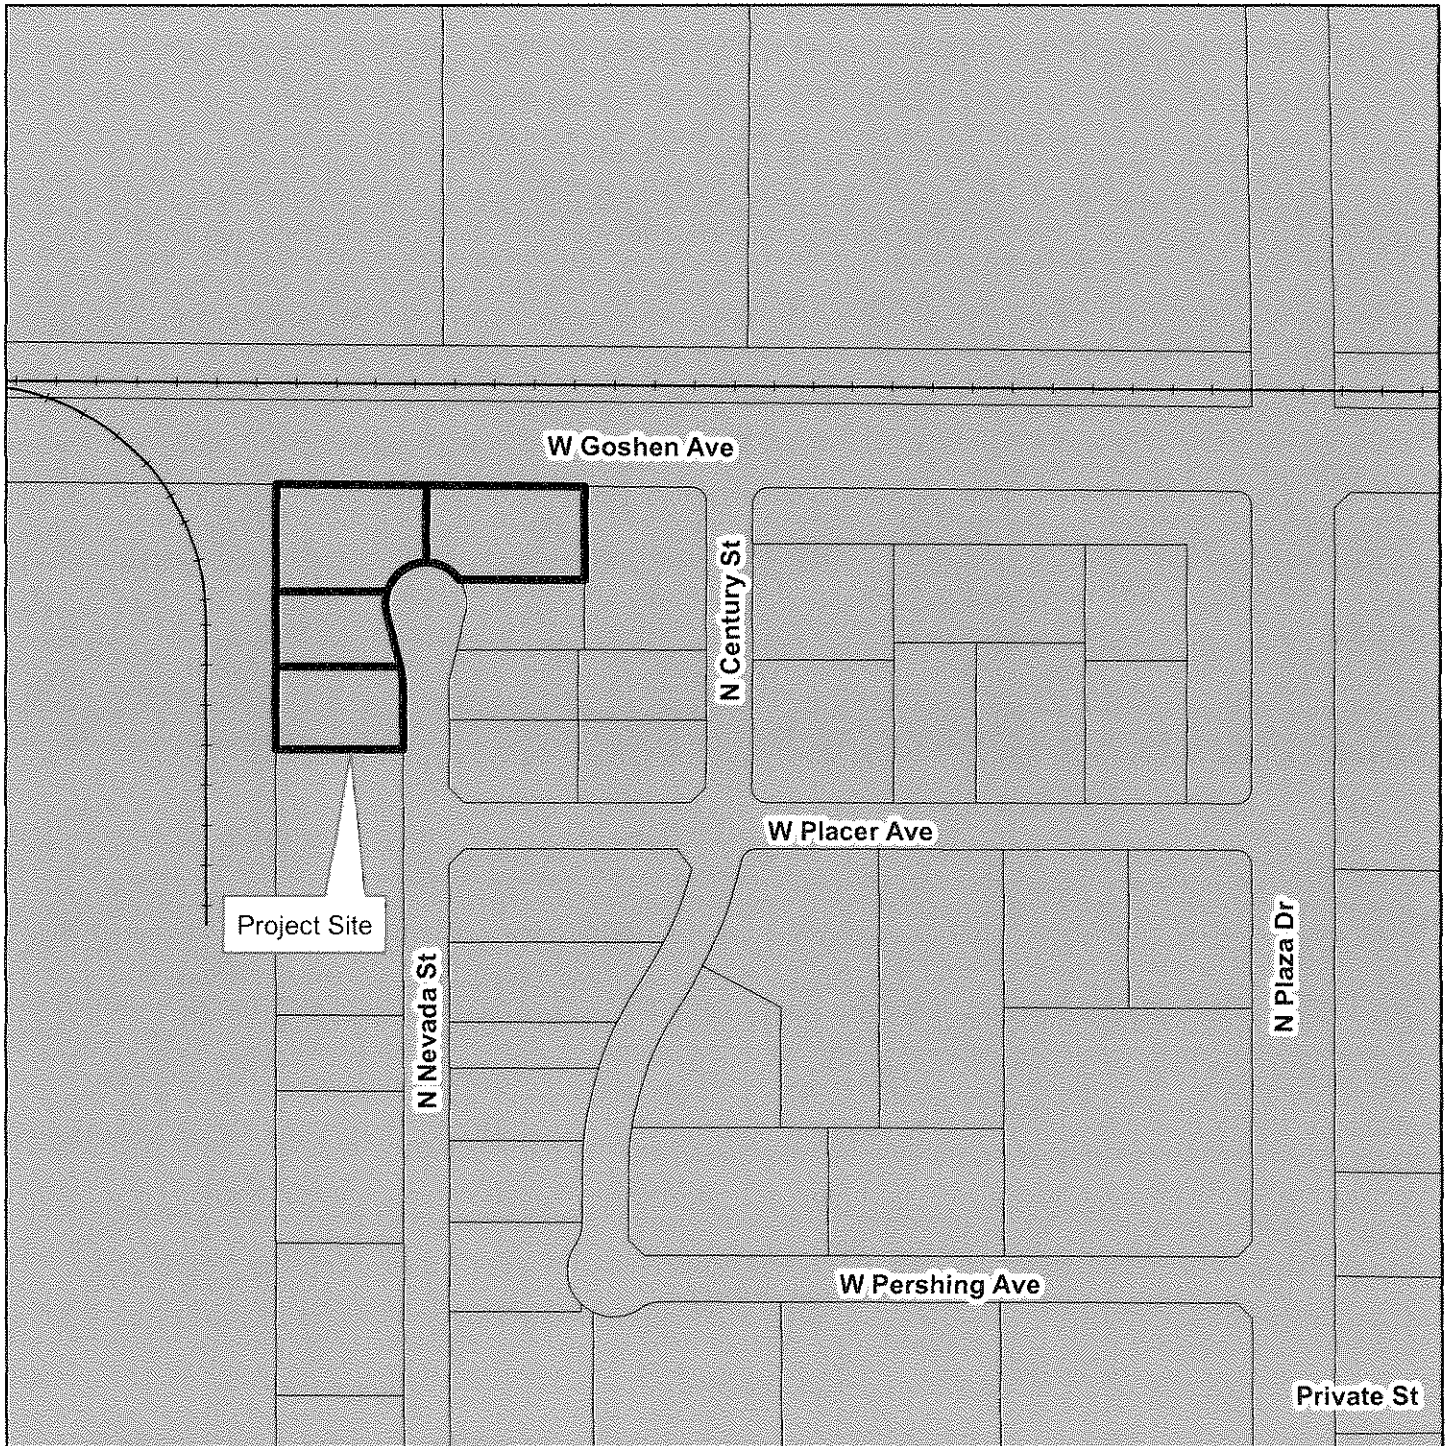 W Goshen Ave
N Century St
W Placer Ave
Project Site
N Nevada St
N Plaza Dr
W Pershing Ave
Private St